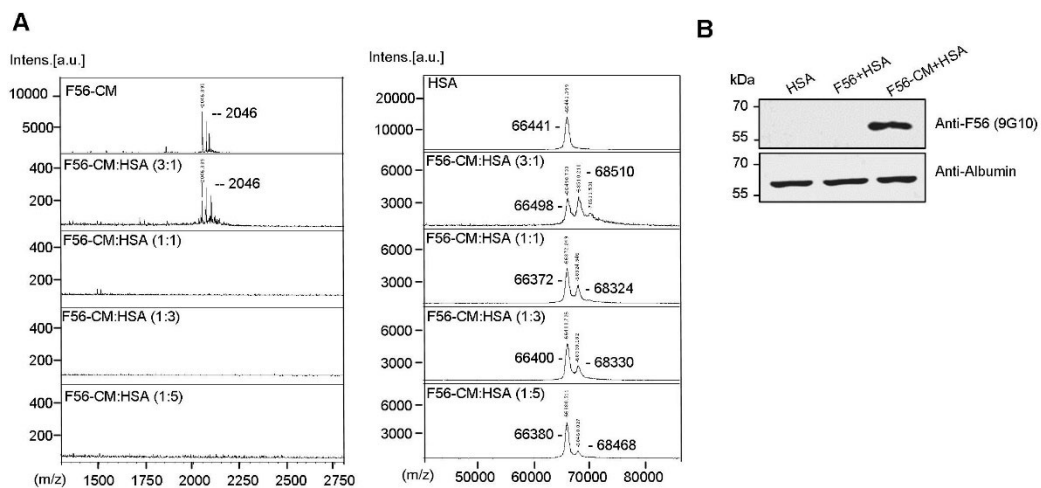 A
Intens.[a.u.]
F56-CM
10000
5000
-- 2046
F56-CM:HSA (3:1)
400
200
-- 2046
F56-CM:HSA (1:1)
400
200
F56-CM:HSA (1:3)
400
200
F56-CM:HSA (1:5)
400
200
(m/z) 1500 1750 2000 2250 2500 2750
Intens.[a.u.]
HSA
20000
10000
66441 -
F56-CM:HSA (3:1)
6000
3000
- 68510
66498 -
F56-CM:HSA (1:1)
6000
3000
66372 -
- 68324
F56-CM:HSA (1:3)
6000
3000
66400 -
- 68330
F56-CM:HSA (1:5)
6000
3000
66380 -
- 68468
(m/z) 50000 60000 70000 80000
B
kDa
HSA
F56+HSA
F56-CM+HSA
70
55
Anti-F56 (9G10)
70
55
Anti-Albumin